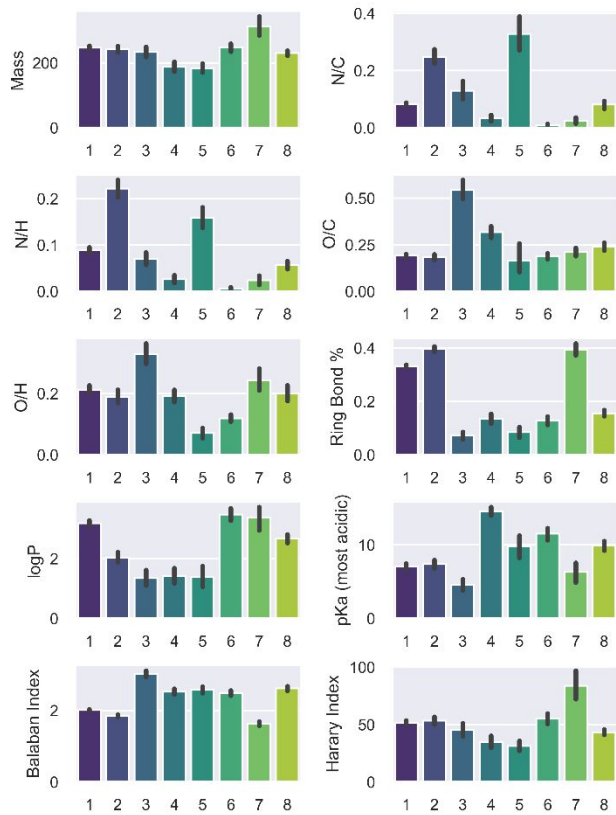 Mass
200
0
1 2 3 4 5 6 7 8
N/C
0.4
0.2
0.0
1 2 3 4 5 6 7 8
N/H
0.2
0.1
0.0
1 2 3 4 5 6 7 8
O/C
0.50
0.25
0.00
1 2 3 4 5 6 7 8
O/H
0.2
0.0
1 2 3 4 5 6 7 8
Ring Bond %
0.4
0.2
0.0
1 2 3 4 5 6 7 8
logP
2
0
1 2 3 4 5 6 7 8
pKa (most acidic)
10
0
1 2 3 4 5 6 7 8
Balaban Index
2
0
1 2 3 4 5 6 7 8
Harary Index
100
50
0
1 2 3 4 5 6 7 8